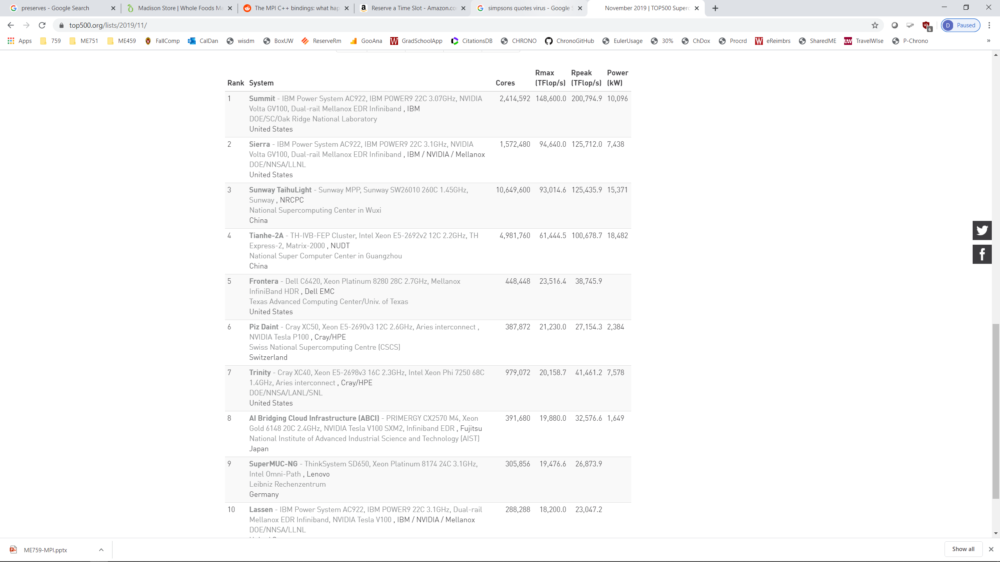 preserves - Google Search
Madison Store | Whole Foods Ma
The MPI C++ bindings: what hap
Reserve a Time Slot - Amazon.co
simpsons quotes virus - Google S
November 2019 | TOP500 Superc
top500.org/lists/2019/11/
6
D Paused
Apps 759 ME751 ME459 FallComp CalDan wisdm BoxUW ReserveRm GooAna GradSchoolApp CitationsDB CHRONO ChronoGitHub EulerUsage 30% ChDox Procrd eReimbrs SharedME TravelWIse P-Chrono »
Rmax Rpeak Power
Rank System Cores (TFlop/s) (TFlop/s) (kW)
1 Summit - IBM Power System AC922, IBM POWER9 22C 3.07GHz, NVIDIA 2,414,592 148,600.0 200,794.9 10,096
Volta GV100, Dual-rail Mellanox EDR Infiniband , IBM
DOE/SC/Oak Ridge National Laboratory
United States
2 Sierra - IBM Power System AC922, IBM POWER9 22C 3.1GHz, NVIDIA 1,572,480 94,640.0 125,712.0 7,438
Volta GV100, Dual-rail Mellanox EDR Infiniband , IBM / NVIDIA / Mellanox
DOE/NNSA/LLNL
United States
3 Sunway TaihuLight - Sunway MPP, Sunway SW26010 260C 1.45GHz, 10,649,600 93,014.6 125,435.9 15,371
Sunway , NRCPC
National Supercomputing Center in Wuxi
China
4 Tianhe-2A - TH-IVB-FEP Cluster, Intel Xeon E5-2692v2 12C 2.2GHz, TH 4,981,760 61,444.5 100,678.7 18,482
Express-2, Matrix-2000 , NUDT
National Super Computer Center in Guangzhou
China
5 Frontera - Dell C6420, Xeon Platinum 8280 28C 2.7GHz, Mellanox 448,448 23,516.4 38,745.9
InfiniBand HDR , Dell EMC
Texas Advanced Computing Center/Univ. of Texas
United States
6 Piz Daint - Cray XC50, Xeon E5-2690v3 12C 2.6GHz, Aries interconnect , 387,872 21,230.0 27,154.3 2,384
NVIDIA Tesla P100 , Cray/HPE
Swiss National Supercomputing Centre (CSCS)
Switzerland
7 Trinity - Cray XC40, Xeon E5-2698v3 16C 2.3GHz, Intel Xeon Phi 7250 68C 979,072 20,158.7 41,461.2 7,578
1.4GHz, Aries interconnect , Cray/HPE
DOE/NNSA/LANL/SNL
United States
8 AI Bridging Cloud Infrastructure (ABCI) - PRIMERGY CX2570 M4, Xeon 391,680 19,880.0 32,576.6 1,649
Gold 6148 20C 2.4GHz, NVIDIA Tesla V100 SXM2, Infiniband EDR , Fujitsu
National Institute of Advanced Industrial Science and Technology (AIST)
Japan
9 SuperMUC-NG - ThinkSystem SD650, Xeon Platinum 8174 24C 3.1GHz, 305,856 19,476.6 26,873.9
Intel Omni-Path , Lenovo
Leibniz Rechenzentrum
Germany
10 Lassen - IBM Power System AC922, IBM POWER9 22C 3.1GHz, Dual-rail 288,288 18,200.0 23,047.2
Mellanox EDR Infiniband, NVIDIA Tesla V100 , IBM / NVIDIA / Mellanox
DOE/NNSA/LLNL
ME759-MPI.pptx
Show all